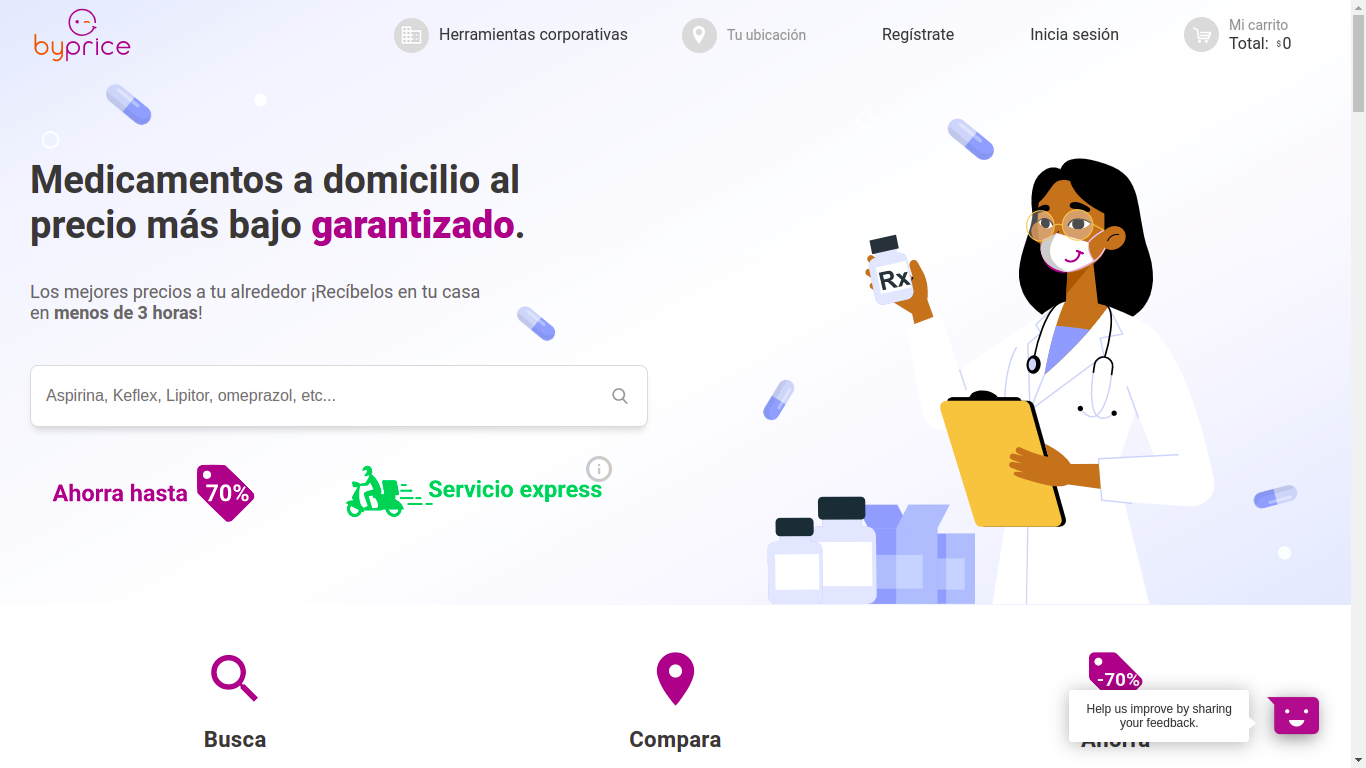 byprice
Herramientas corporativas
Tu ubicación
Regístrate
Inicia sesión
Mi carrito
Total: $0
Medicamentos a domicilio al
precio más bajo garantizado.
Los mejores precios a tu alrededor ¡Recíbelos en tu casa
en menos de 3 horas!
Aspirina, Keflex, Lipitor, omeprazol, etc...
Ahorra hasta 70%
Servicio express
Rx
Busca
Compara
-70%
Ahorra
Help us improve by sharing
your feedback.